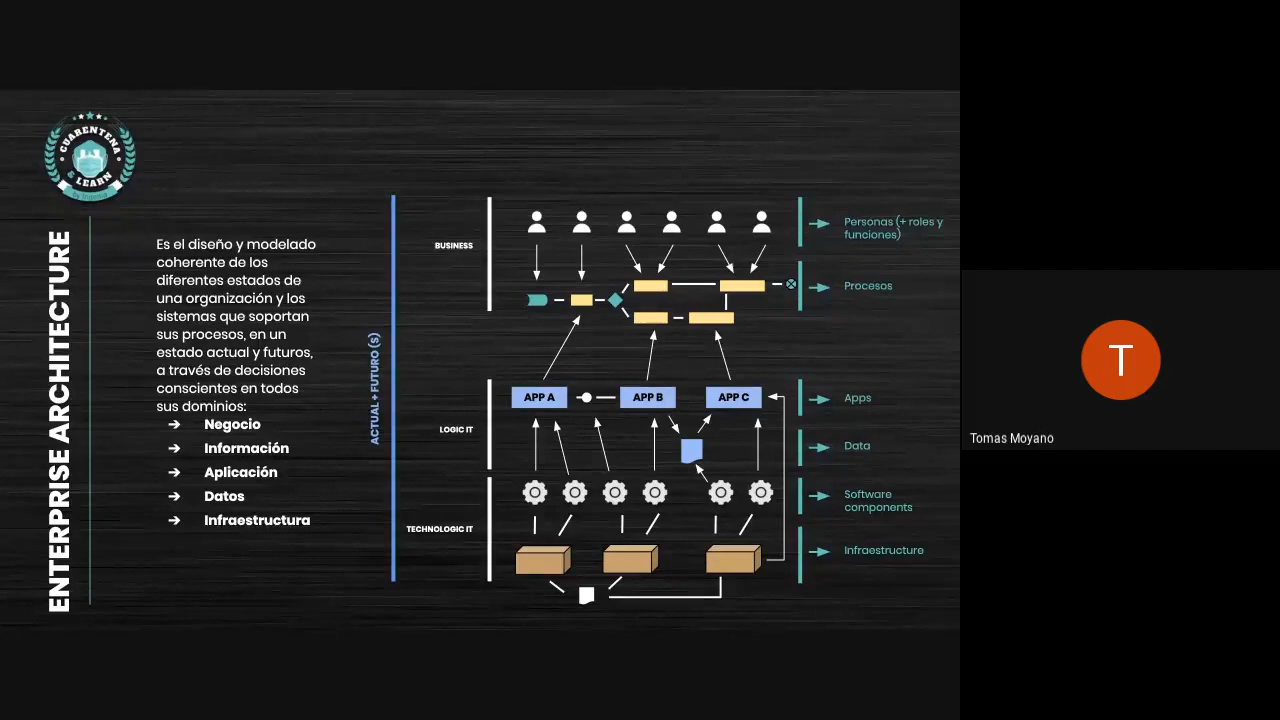 CUARENTENA
& LEARN
ENTERPRISE ARCHITECTURE
Es el diseño y modelado
coherente de los
diferentes estados de
una organización y los
sistemas que soportan
sus procesos, en un
estado actual y futuros,
a través de decisiones
conscientes en todos
sus dominios:
➔ Negocio
➔ Información
➔ Aplicación
➔ Datos
➔ Infraestructura
ACTUAL + FUTURO (S)
BUSINESS
LOGIC IT
TECHNOLOGIC IT
APP A
APP B
APP C
Personas (+ roles y
funciones)
Procesos
Apps
Data
Software
components
Infraestructure
T
Tomas Moyano